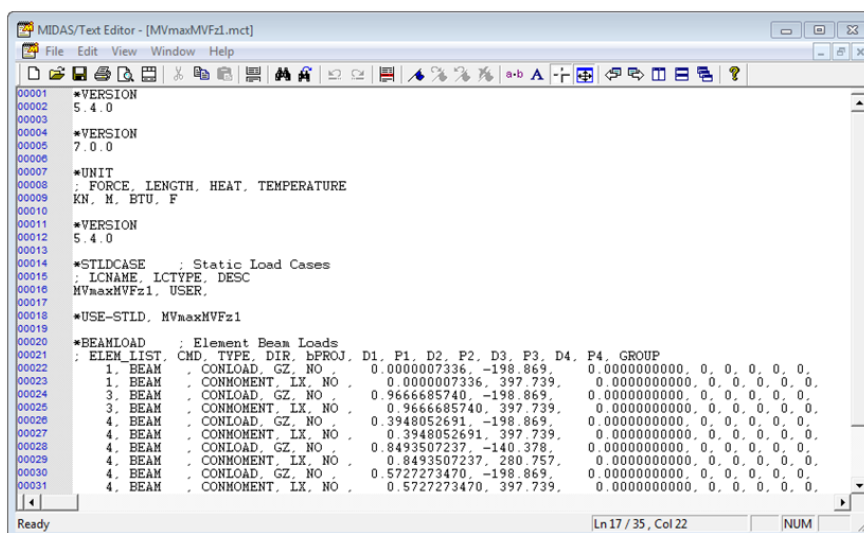 MIDAS/Text Editor - [MVmaxMVFz1.mct]
File Edit View Window Help
a•b A
00001 *VERSION
00002 5.4.0
00003
00004 *VERSION
00005 7.0.0
00006
00007 *UNIT
00008 ; FORCE, LENGTH, HEAT, TEMPERATURE
00009 KN, M, BTU, F
00010
00011 *VERSION
00012 5.4.0
00013
00014 *STLDCASE ; Static Load Cases
00015 ; LCNAME, LCTYPE, DESC
00016 MVmaxMVFz1, USER,
00017
00018 *USE-STLD, MVmaxMVFz1
00019
00020 *BEAMLOAD ; Element Beam Loads
00021 ; ELEM_LIST, CMD, TYPE, DIR, bPROJ, D1, P1, D2, P2, D3, P3, D4, P4, GROUP
00022 1, BEAM , CONLOAD, GZ, NO , 0.0000007336, -198.869, 0.0000000000, 0, 0, 0, 0, 0,
00023 1, BEAM , CONMOMENT, LX, NO , 0.0000007336, 397.739, 0.0000000000, 0, 0, 0, 0, 0,
00024 3, BEAM , CONLOAD, GZ, NO , 0.9666685740, -198.869, 0.0000000000, 0, 0, 0, 0, 0,
00025 3, BEAM , CONMOMENT, LX, NO , 0.9666685740, 397.739, 0.0000000000, 0, 0, 0, 0, 0,
00026 4, BEAM , CONLOAD, GZ, NO , 0.3948052691, -198.869, 0.0000000000, 0, 0, 0, 0, 0,
00027 4, BEAM , CONMOMENT, LX, NO , 0.3948052691, 397.739, 0.0000000000, 0, 0, 0, 0, 0,
00028 4, BEAM , CONLOAD, GZ, NO , 0.8493507237, -140.378, 0.0000000000, 0, 0, 0, 0, 0,
00029 4, BEAM , CONMOMENT, LX, NO , 0.8493507237, 280.757, 0.0000000000, 0, 0, 0, 0, 0,
00030 4, BEAM , CONLOAD, GZ, NO , 0.5727273470, -198.869, 0.0000000000, 0, 0, 0, 0, 0,
00031 4, BEAM , CONMOMENT, LX, NO , 0.5727273470, 397.739, 0.0000000000, 0, 0, 0, 0, 0,
Ready Ln 17 / 35 , Col 22 NUM